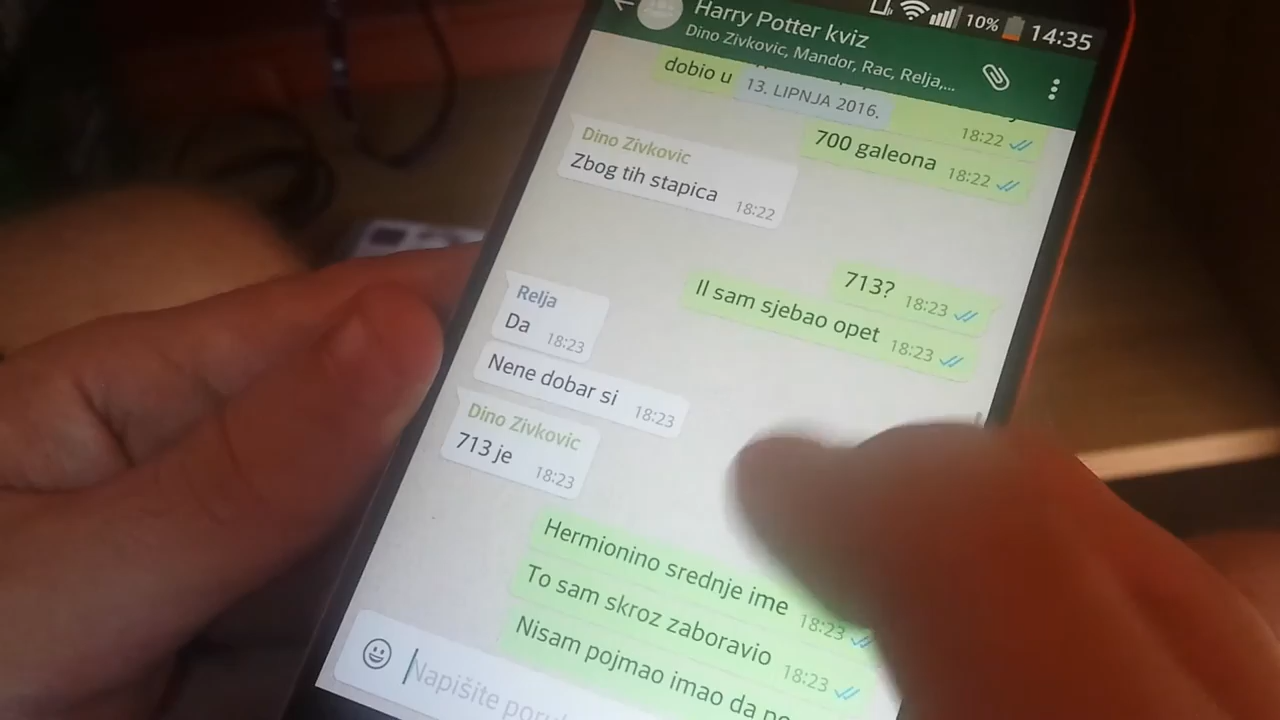 Harry Potter kviz
10%
14:35
Dino Zivkovic, Mandor, Rac, Relja,...
dobio u
13. LIPNJA 2016.
18:22
700 galeona 18:22
Dino Zivkovic
Zbog tih stapica 18:22
713? 18:23
Il sam sjebao opet 18:23
Relja
Da 18:23
Nene dobar si 18:23
Dino Zivkovic
713 je 18:23
Hermionino srednje ime 18:23
To sam skroz zaboravio 18:23
Nisam pojmao imao da
Napišite